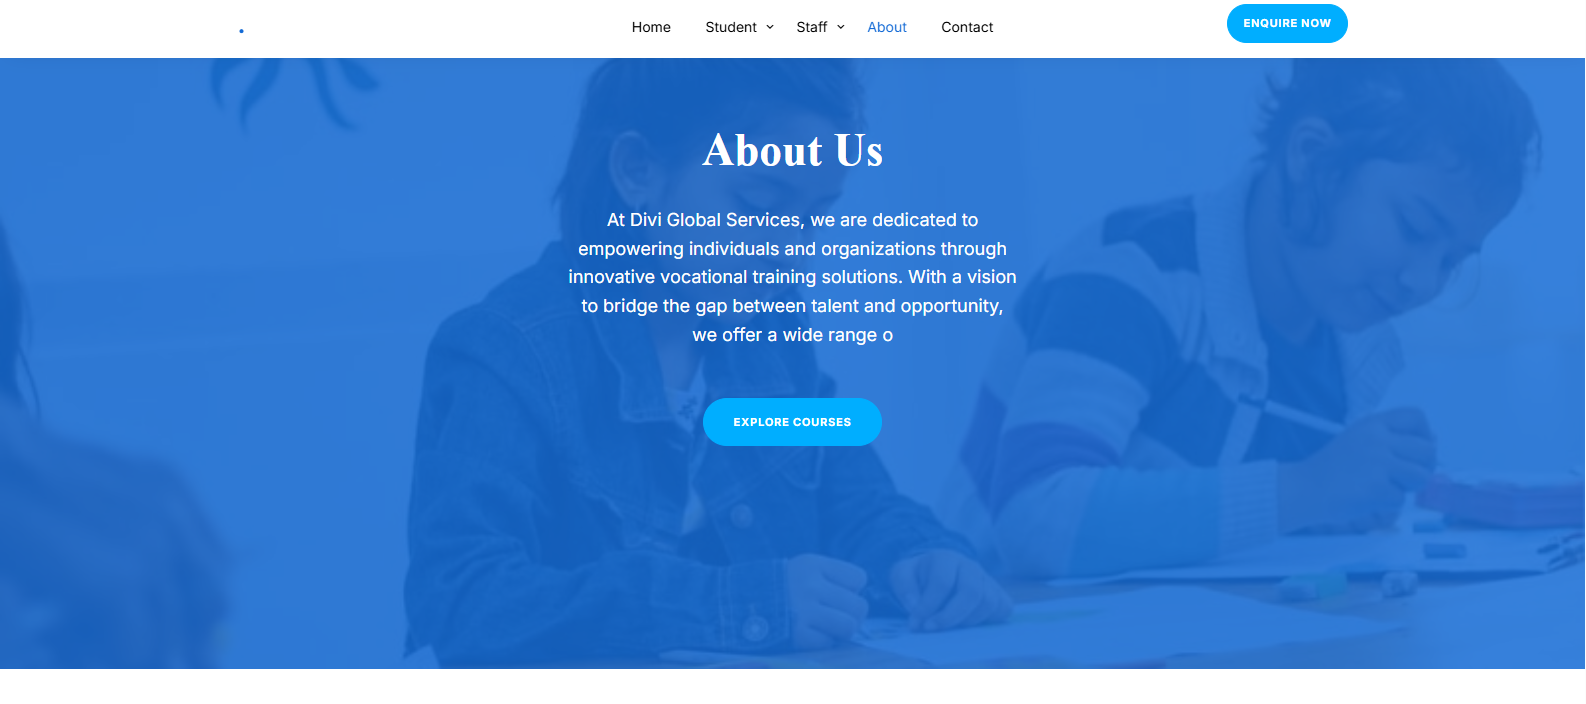 Home Student Staff About Contact ENQUIRE NOW
About Us
At Divi Global Services, we are dedicated to
empowering individuals and organizations through
innovative vocational training solutions. With a vision
to bridge the gap between talent and opportunity,
we offer a wide range o
EXPLORE COURSES